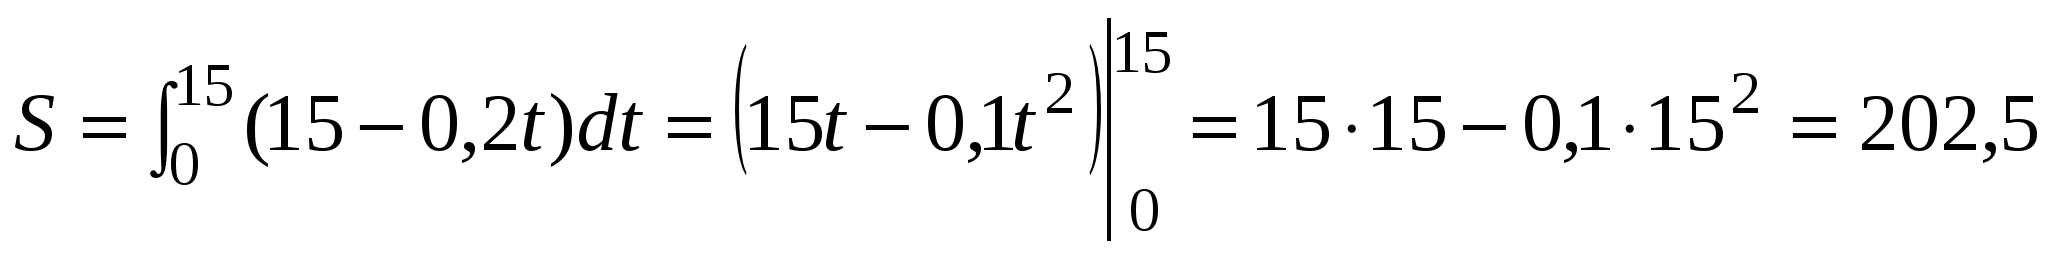 S = ∫₀¹⁵ (15 − 0,2t)dt = (15t − 0,1t²)|₀¹⁵ = 15·15 − 0,1·15² = 202,5